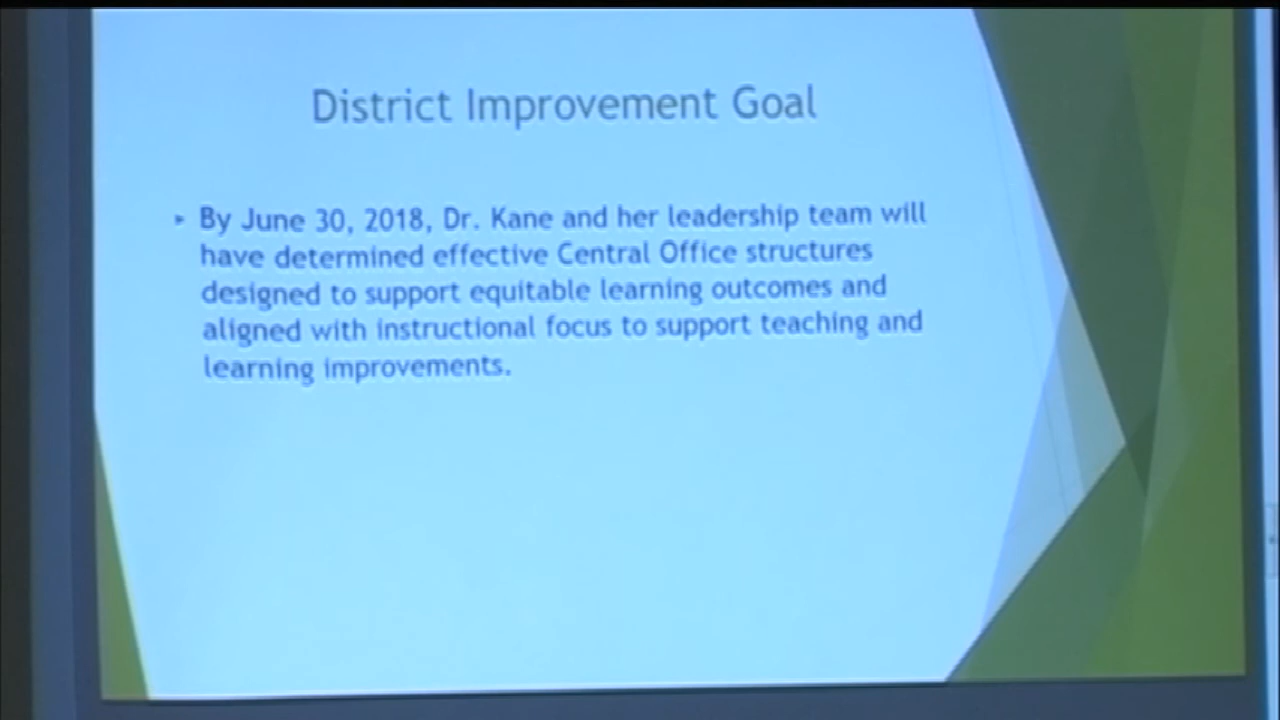 District Improvement Goal
By June 30, 2018, Dr. Kane and her leadership team will
have determined effective Central Office structures
designed to support equitable learning outcomes and
aligned with instructional focus to support teaching and
learning improvements.